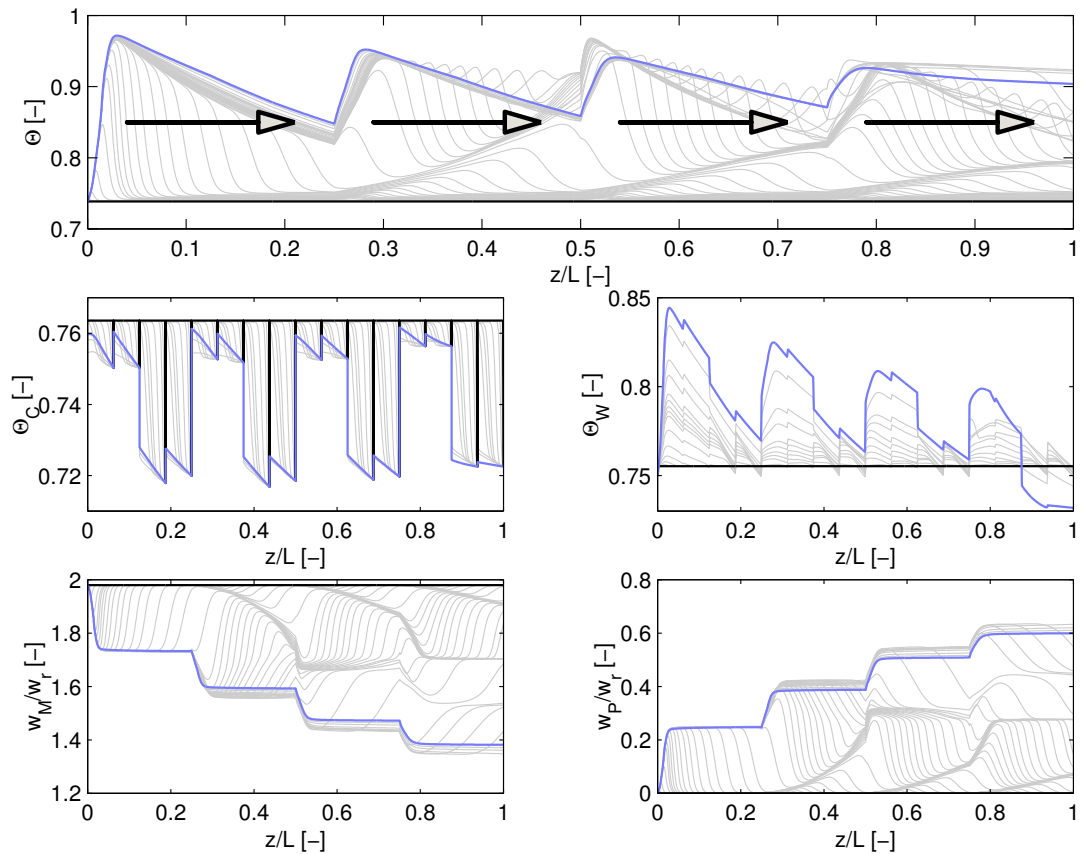 1
0.9
0.8
0.7
Θ [−]
0 0.1 0.2 0.3 0.4 0.5 0.6 0.7 0.8 0.9 1
z/L [−]
0.76
0.74
0.72
Θ_C [−]
0 0.2 0.4 0.6 0.8 1
z/L [−]
0.85
0.8
0.75
Θ_W [−]
0 0.2 0.4 0.6 0.8 1
z/L [−]
2
1.8
1.6
1.4
1.2
w_M/w_r [−]
0 0.2 0.4 0.6 0.8 1
z/L [−]
0.8
0.6
0.4
0.2
0
w_P/w_r [−]
0 0.2 0.4 0.6 0.8 1
z/L [−]